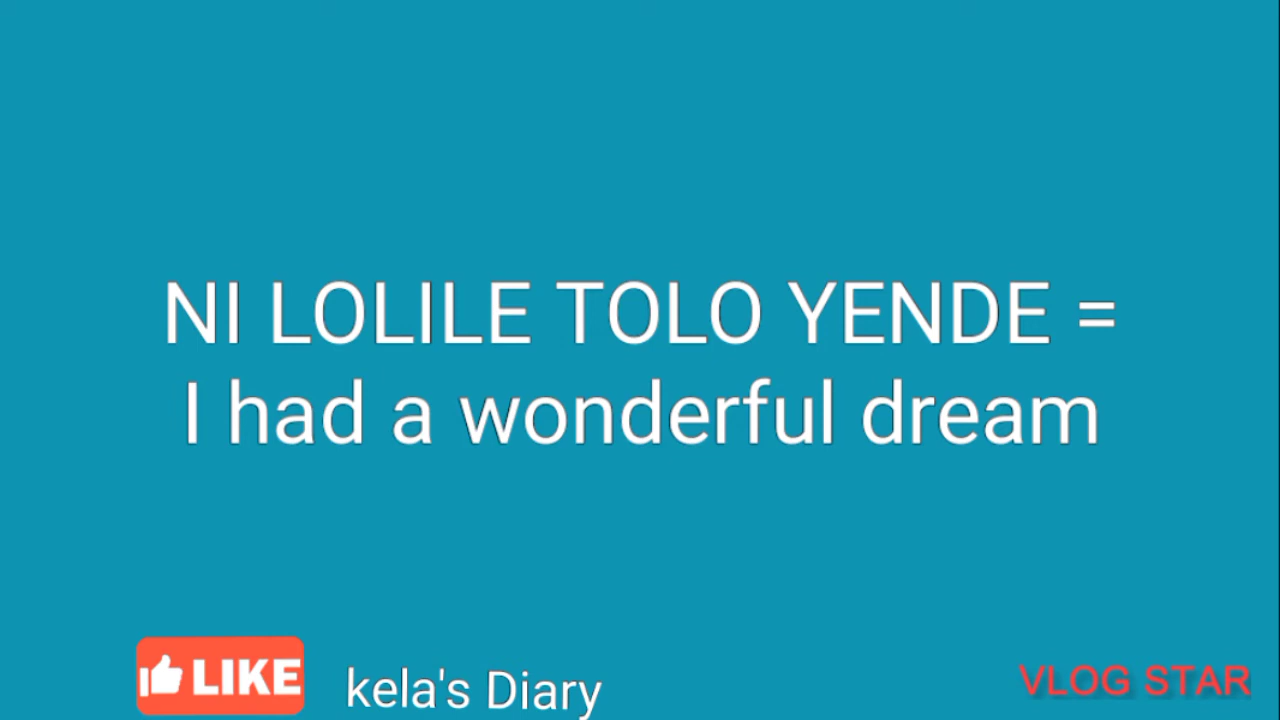 NI LOLILE TOLO YENDE =
I had a wonderful dream
LIKE
kela's Diary
VLOG STAR